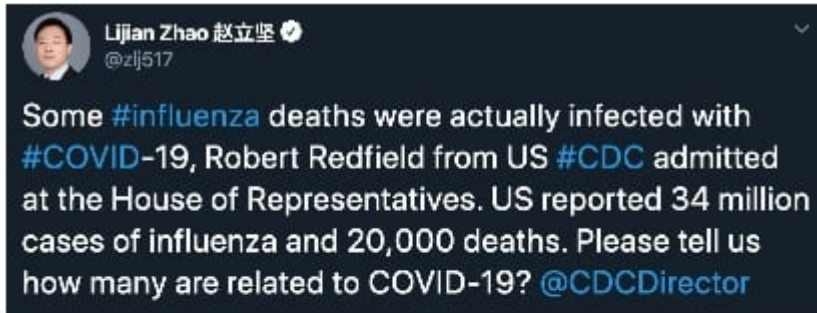 Lijian Zhao 赵立坚
@zlj517
Some #influenza deaths were actually infected with
#COVID-19, Robert Redfield from US #CDC admitted
at the House of Representatives. US reported 34 million
cases of influenza and 20,000 deaths. Please tell us
how many are related to COVID-19? @CDCDirector